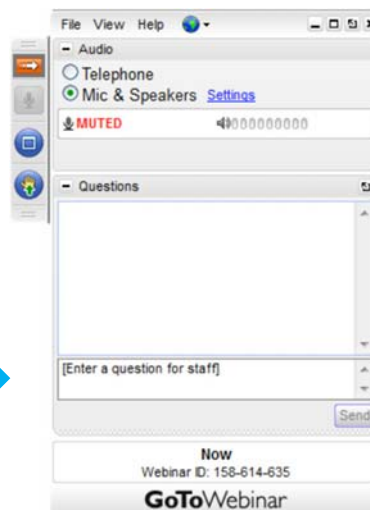 File View Help
Audio
Telephone
Mic & Speakers Settings
MUTED
Questions
[Enter a question for staff]
Send
Now
Webinar ID: 158-614-635
GoToWebinar